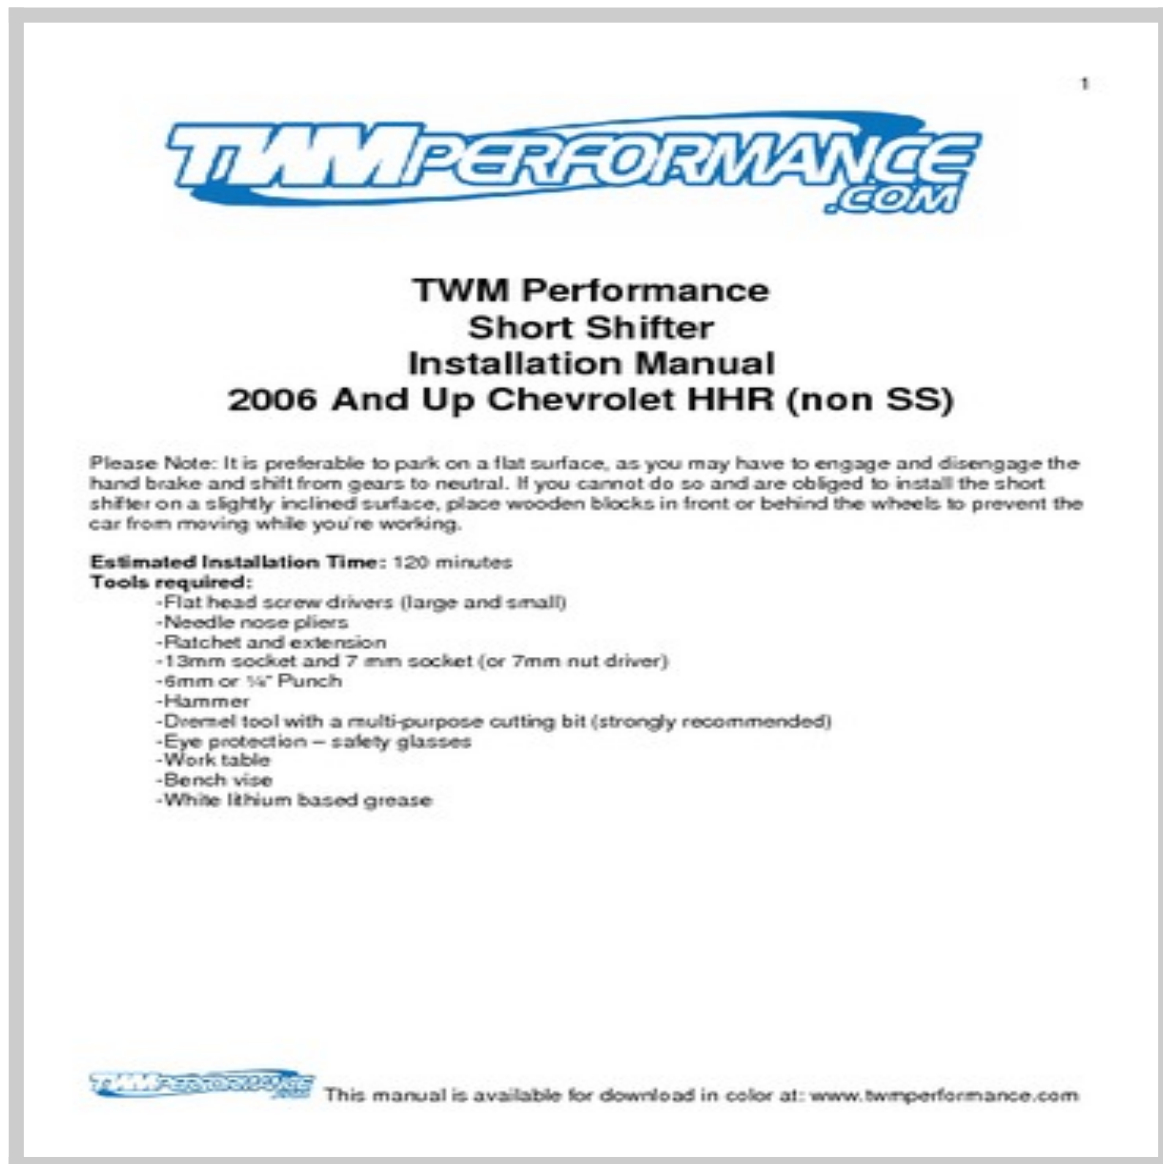 1
TWMPERFORMANCE
.COM
TWM Performance
Short Shifter
Installation Manual
2006 And Up Chevrolet HHR (non SS)
Please Note: It is preferable to park on a flat surface, as you may have to engage and disengage the
hand brake and shift from gears to neutral. If you cannot do so and are obliged to install the short
shifter on a slightly inclined surface, place wooden blocks in front or behind the wheels to prevent the
car from moving while you're working.
Estimated Installation Time: 120 minutes
Tools required:
-Flat head screw drivers (large and small)
-Needle nose pliers
-Ratchet and extension
-13mm socket and 7 mm socket (or 7mm nut driver)
-6mm or ¼" Punch
-Hammer
-Dremel tool with a multi-purpose cutting bit (strongly recommended)
-Eye protection – safety glasses
-Work table
-Bench vise
-White lithium based grease
TWMPERFORMANCE
.COM
This manual is available for download in color at: www.twmperformance.com